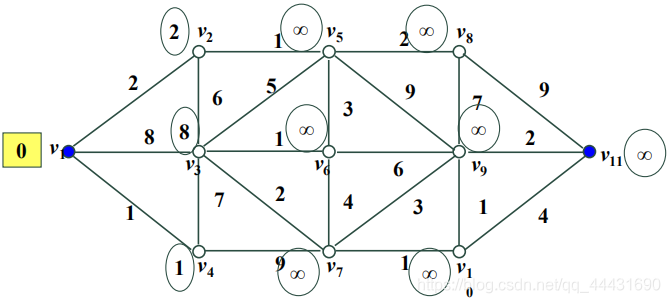 2 v2 1 ∞ v5 2 ∞ v8
2 6 5 3 9 7 9
0 v1 8 8 v3 1 ∞ v6 6 ∞ v9 2 v11 ∞
1 7 2 4 3 1 4
1 v4 9 ∞ v7 1 ∞ v1
0
https://blog.csdn.net/qq_44431690